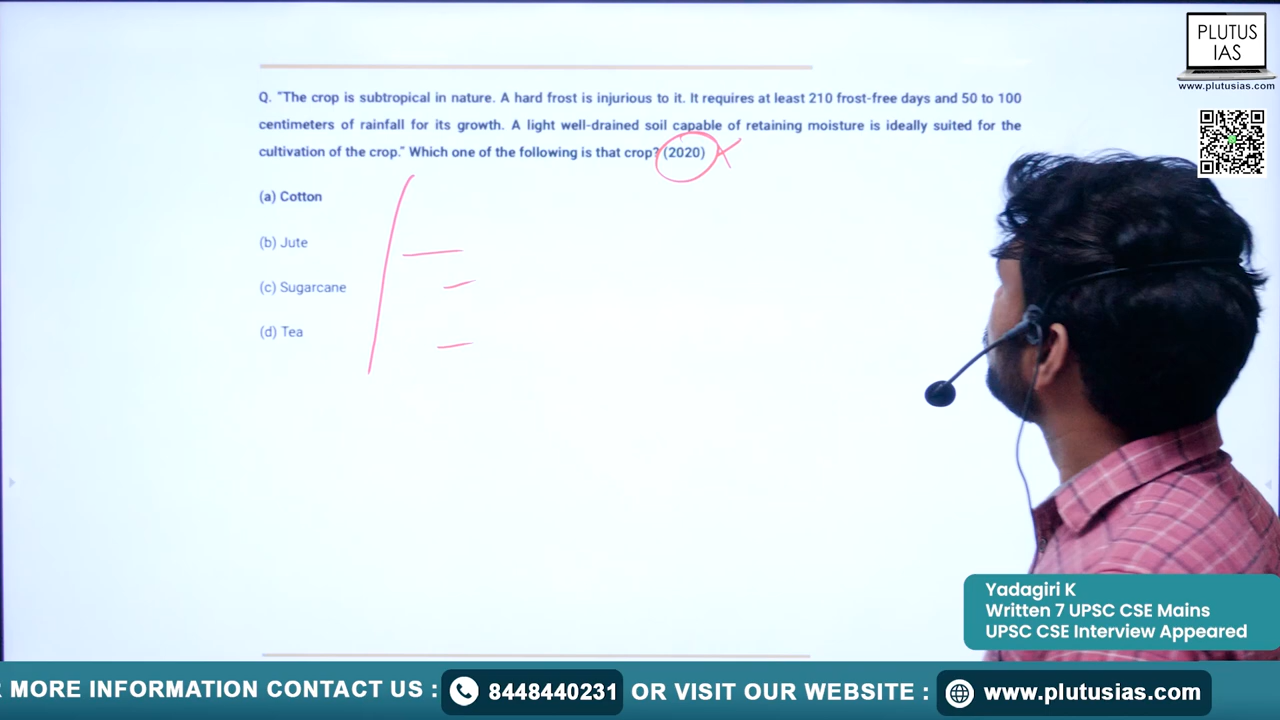 PLUTUS
IAS
www.plutusias.com
Q. "The crop is subtropical in nature. A hard frost is injurious to it. It requires at least 210 frost-free days and 50 to 100
centimeters of rainfall for its growth. A light well-drained soil capable of retaining moisture is ideally suited for the
cultivation of the crop." Which one of the following is that crop? (2020)
(a) Cotton
(b) Jute
(c) Sugarcane
(d) Tea
Yadagiri K
Written 7 UPSC CSE Mains
UPSC CSE Interview Appeared
R MORE INFORMATION CONTACT US : 8448440231 OR VISIT OUR WEBSITE : www.plutusias.com